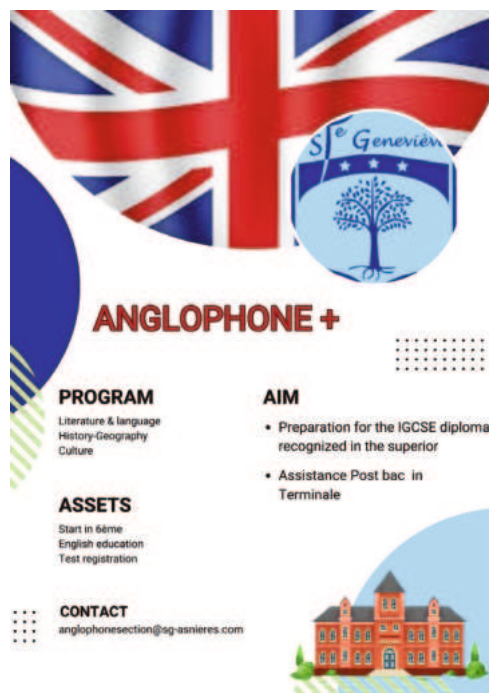 Ste Geneviève
ANGLOPHONE +
PROGRAM
Literature & language
History-Geography
Culture
AIM
• Preparation for the IGCSE diploma
recognized in the superior
• Assistance Post bac in
Terminale
ASSETS
Start in 6ème
English education
Test registration
CONTACT
anglophonesection@sg-asnieres.com